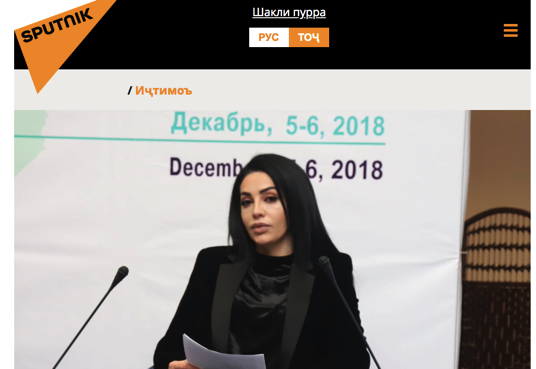 SPUTNIK
Шакли пурра
РУС ТОҶ
/ Иҷтимоъ
Декабрь, 5-6, 2018
6, 2018